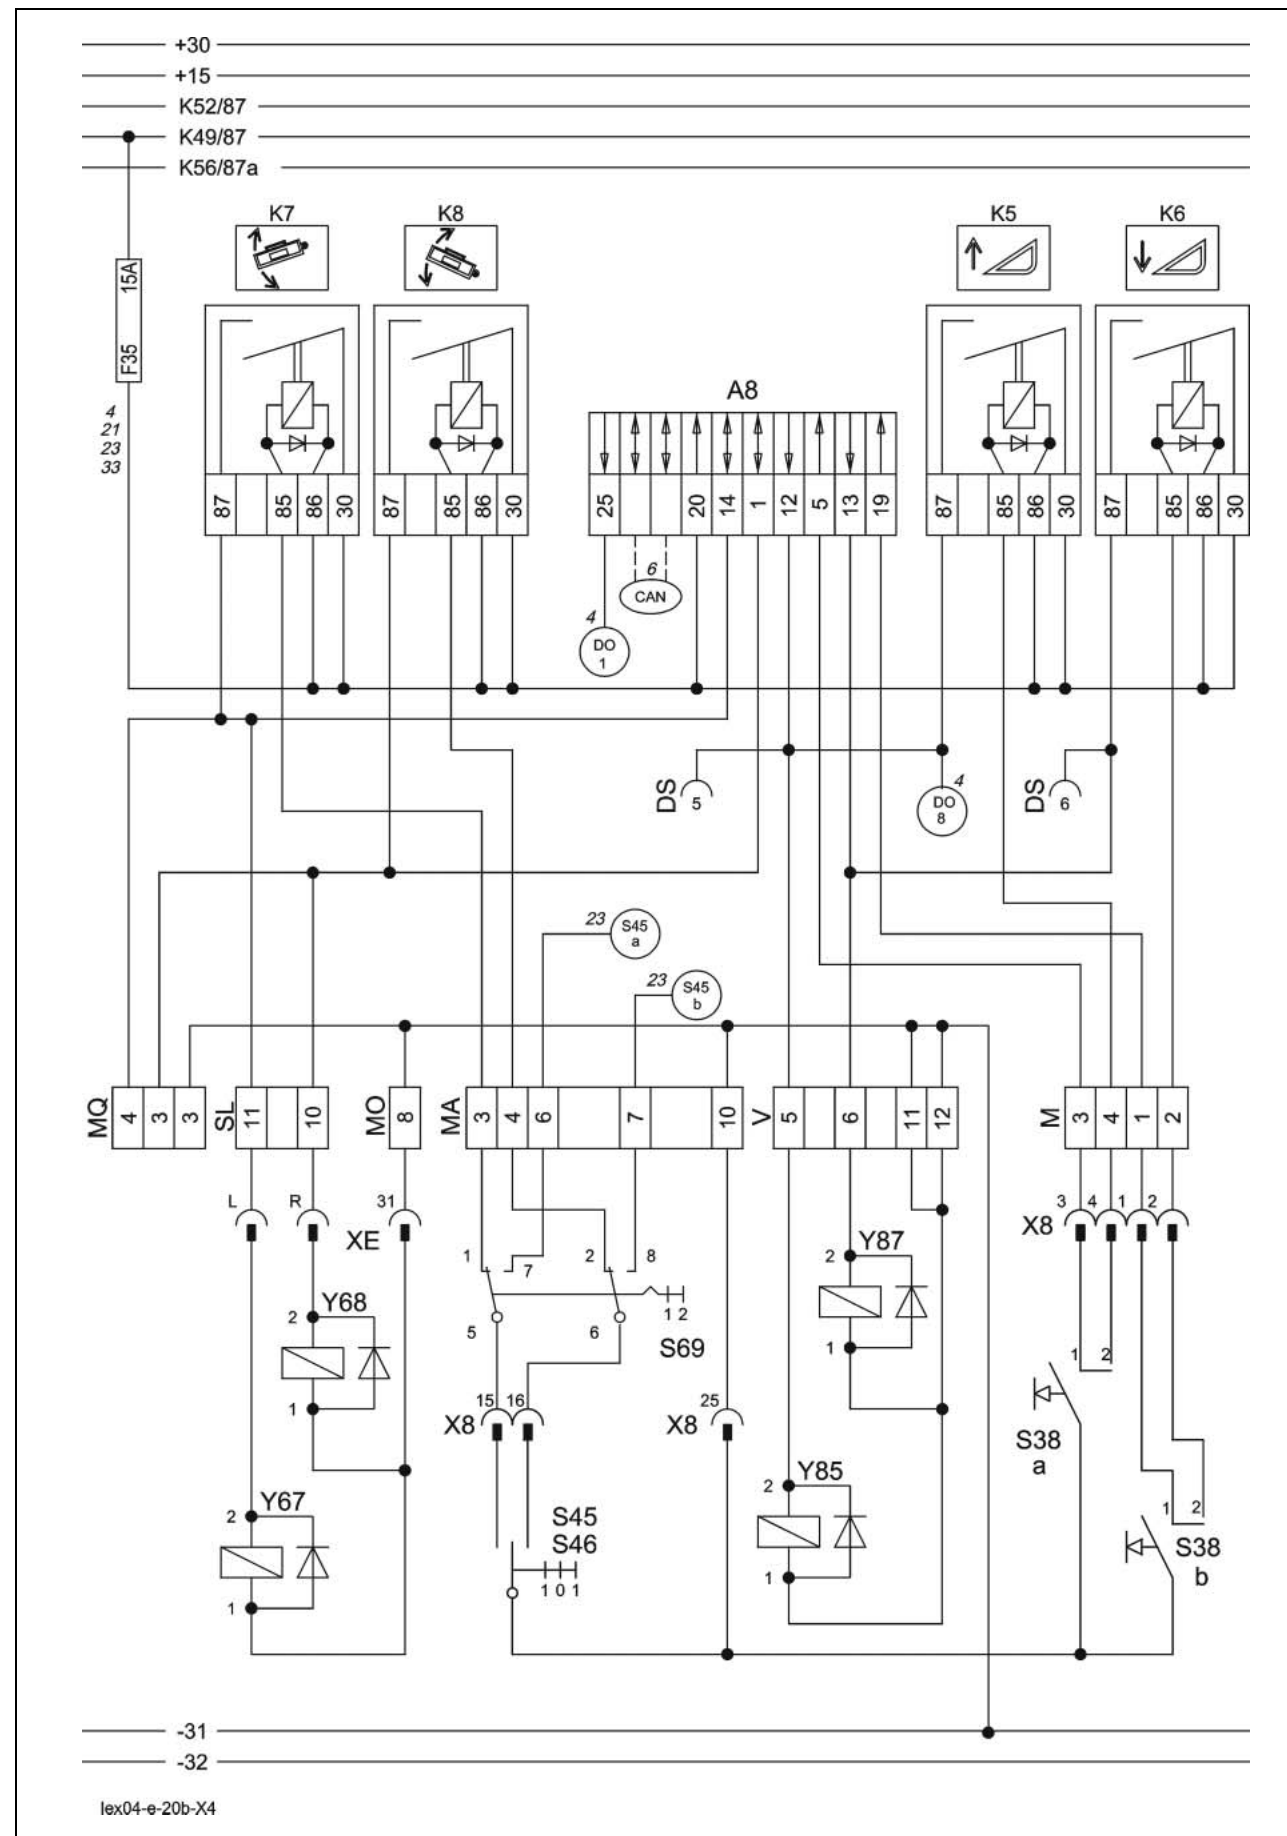 +30
+15
K52/87
K49/87
K56/87a
K7
K8
K5
K6
15A
F35
4
21
23
33
A8
87
85
86
30
87
85
86
30
25
20
14
1
12
5
13
19
87
85
86
30
87
85
86
30
6
CAN
4
DO
1
DS
5
4
DO
8
DS
6
23
S45
a
23
S45
b
MQ
4
3
3
SL
11
10
MO
8
MA
3
4
6
7
10
V
5
6
11
12
M
3
4
1
2
L
R
31
XE
3
4
1
2
X8
1
7
2
8
2
Y87
2
Y68
5
6
1 2
S69
1
1
2
1
15
16
25
X8
X8
S38
a
2
Y67
2
Y85
S45
S46
1
2
S38
b
1
1 0 1
1
-31
-32
lex04-e-20b-X4